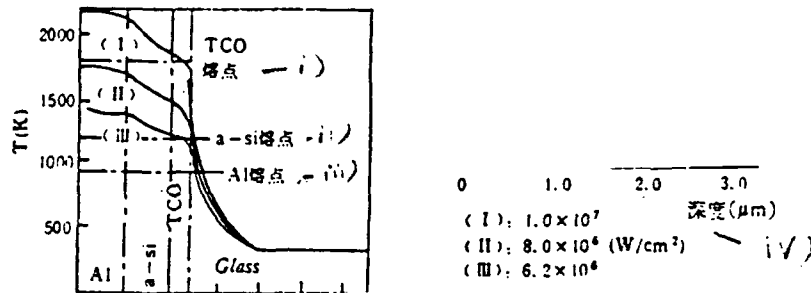 2000
(I)
TCO
熔点 — i)
1500
(II)
T(K)
(III)
a-si熔点 - ii)
1000
Al熔点 - iii)
500
TCO
a-si
Al
Glass
0 1.0 2.0 3.0
深度(μm)
(I): 1.0×10⁷
(II): 8.0×10⁶ (W/cm²)
— iV)
(III): 6.2×10⁶